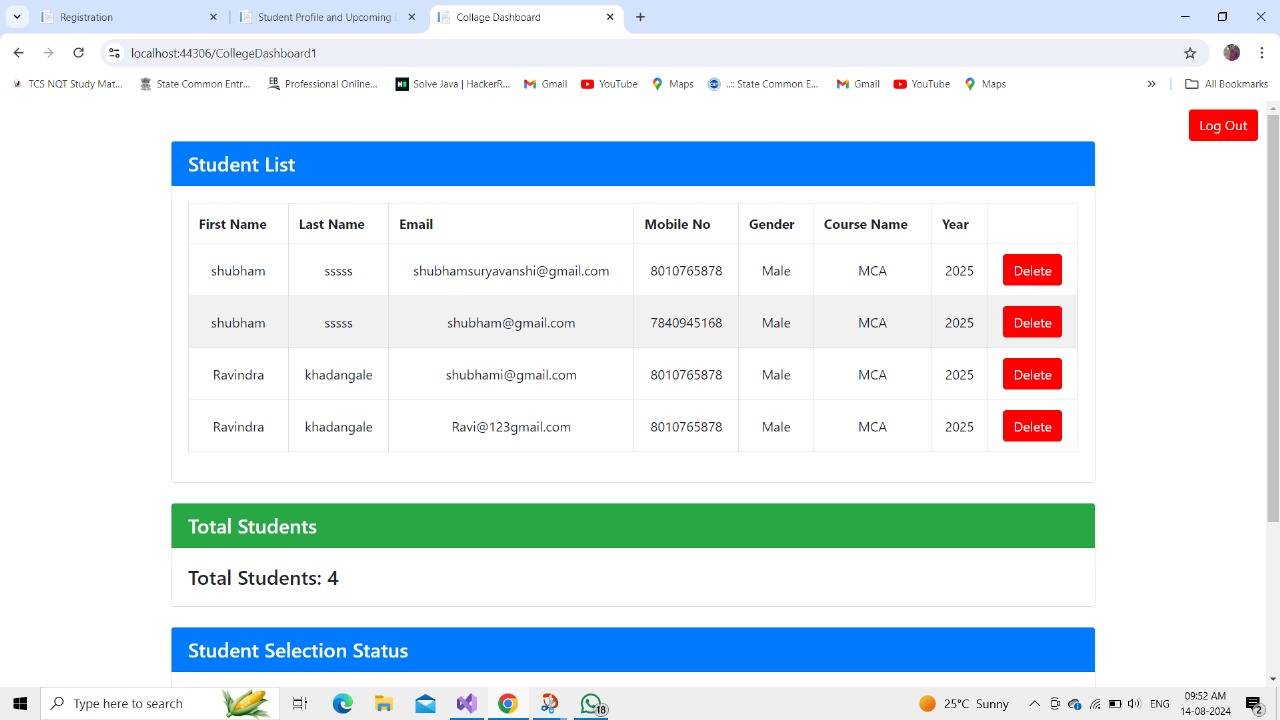 Registration
Student Profile and Upcoming
College Dashboard
localhost:44306/CollegeDashboard1
TCS NQT Study Mat...
State Common Entr...
EB Professional Online...
Solve Java | HackerR...
Gmail
YouTube
Maps
..:: State Common E...
Gmail
YouTube
Maps
»
All Bookmarks
Log Out
Student List
First Name Last Name Email Mobile No Gender Course Name Year
shubham sssss shubhamsuryavanshi@gmail.com 8010765878 Male MCA 2025 Delete
shubham sssss shubham@gmail.com 7840945168 Male MCA 2025 Delete
Ravindra khadangale shubhami@gmail.com 8010765878 Male MCA 2025 Delete
Ravindra khadangale Ravi@123gmail.com 8010765878 Male MCA 2025 Delete
Total Students
Total Students: 4
Student Selection Status
Type here to search
18
25°C Sunny
ENG
09:52 AM
14-08-2024
2